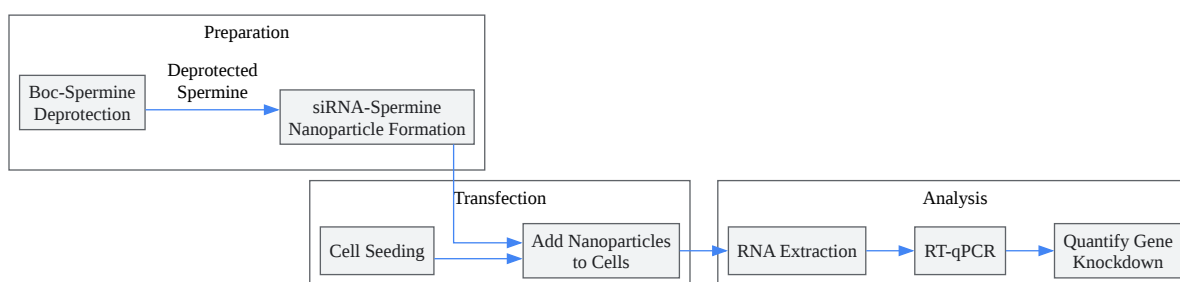 Preparation
Boc-Spermine
Deprotection
Deprotected
Spermine
siRNA-Spermine
Nanoparticle Formation
Transfection
Cell Seeding
Add Nanoparticles
to Cells
Analysis
RNA Extraction
RT-qPCR
Quantify Gene
Knockdown